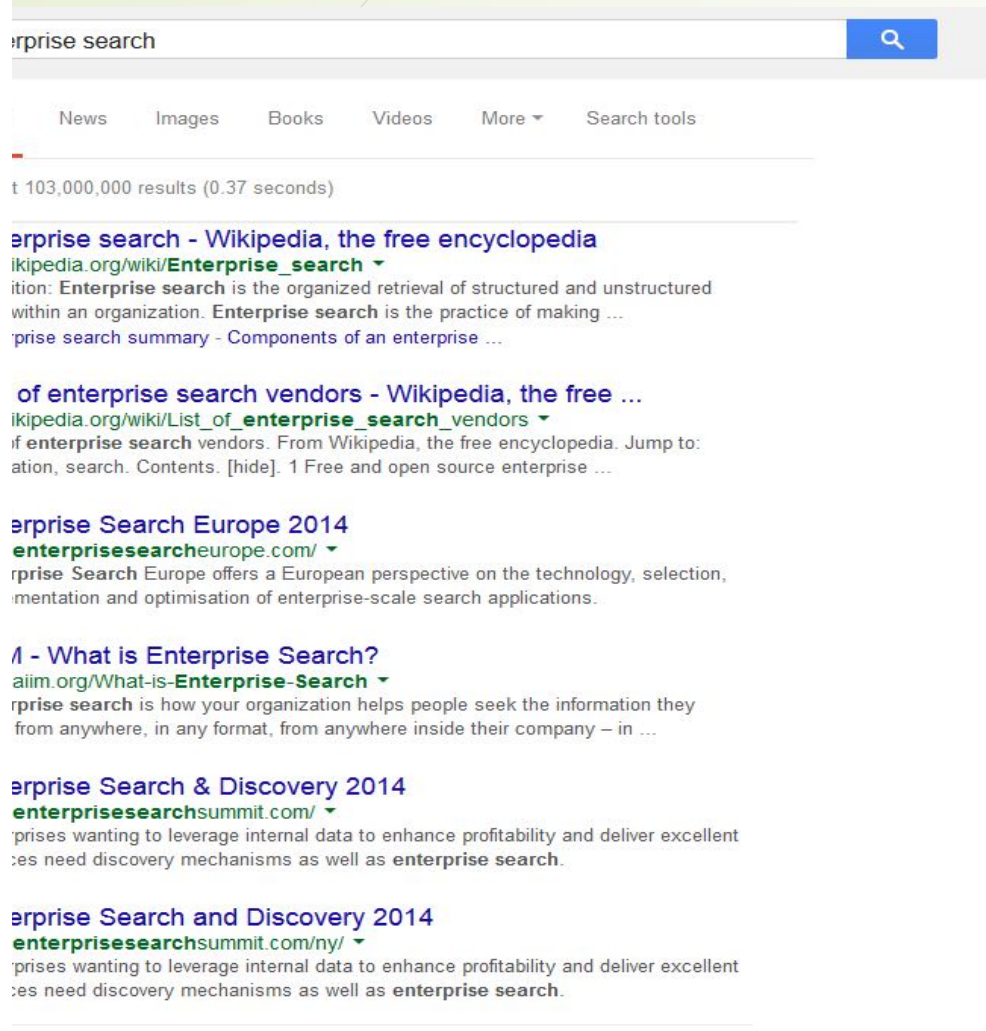 erprise search
News Images Books Videos More Search tools
t 103,000,000 results (0.37 seconds)
erprise search - Wikipedia, the free encyclopedia
ikipedia.org/wiki/Enterprise_search
ition: Enterprise search is the organized retrieval of structured and unstructured
within an organization. Enterprise search is the practice of making ...
rprise search summary - Components of an enterprise ...
of enterprise search vendors - Wikipedia, the free ...
ikipedia.org/wiki/List_of_enterprise_search_vendors
of enterprise search vendors. From Wikipedia, the free encyclopedia. Jump to:
ation, search. Contents. [hide]. 1 Free and open source enterprise ...
erprise Search Europe 2014
enterprisesearcheurope.com/
rprise Search Europe offers a European perspective on the technology, selection,
mentation and optimisation of enterprise-scale search applications.
M - What is Enterprise Search?
aiim.org/What-is-Enterprise-Search
rprise search is how your organization helps people seek the information they
from anywhere, in any format, from anywhere inside their company – in ...
erprise Search & Discovery 2014
enterprisesearchsummit.com/
rprises wanting to leverage internal data to enhance profitability and deliver excellent
ces need discovery mechanisms as well as enterprise search.
erprise Search and Discovery 2014
enterprisesearchsummit.com/ny/
rprises wanting to leverage internal data to enhance profitability and deliver excellent
ces need discovery mechanisms as well as enterprise search.